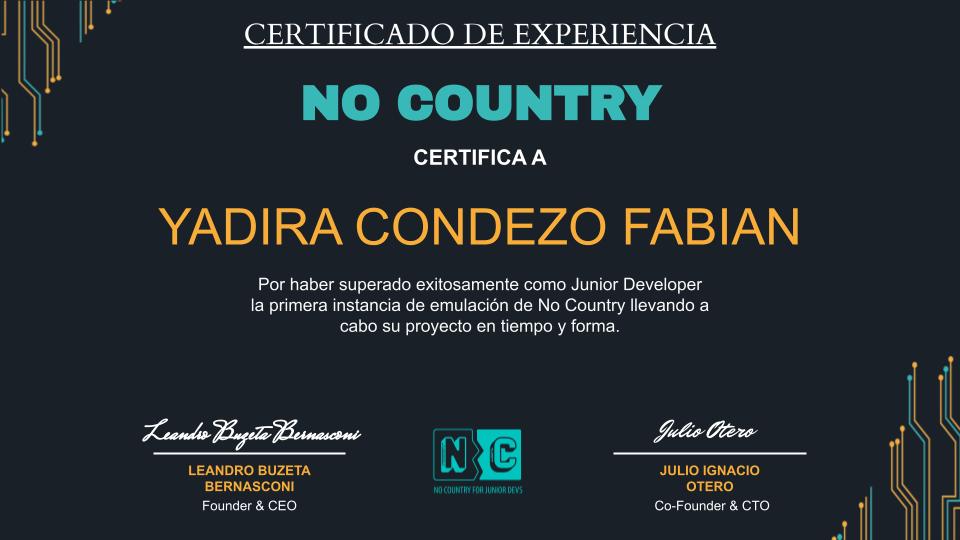 CERTIFICADO DE EXPERIENCIA
NO COUNTRY
CERTIFICA A
YADIRA CONDEZO FABIAN
Por haber superado exitosamente como Junior Developer
la primera instancia de emulación de No Country llevando a
cabo su proyecto en tiempo y forma.
Leandro Buzeta Bernasconi
LEANDRO BUZETA
BERNASCONI
Founder & CEO
N C
NO COUNTRY FOR JUNIOR DEVS
Julio Otero
JULIO IGNACIO
OTERO
Co-Founder & CTO